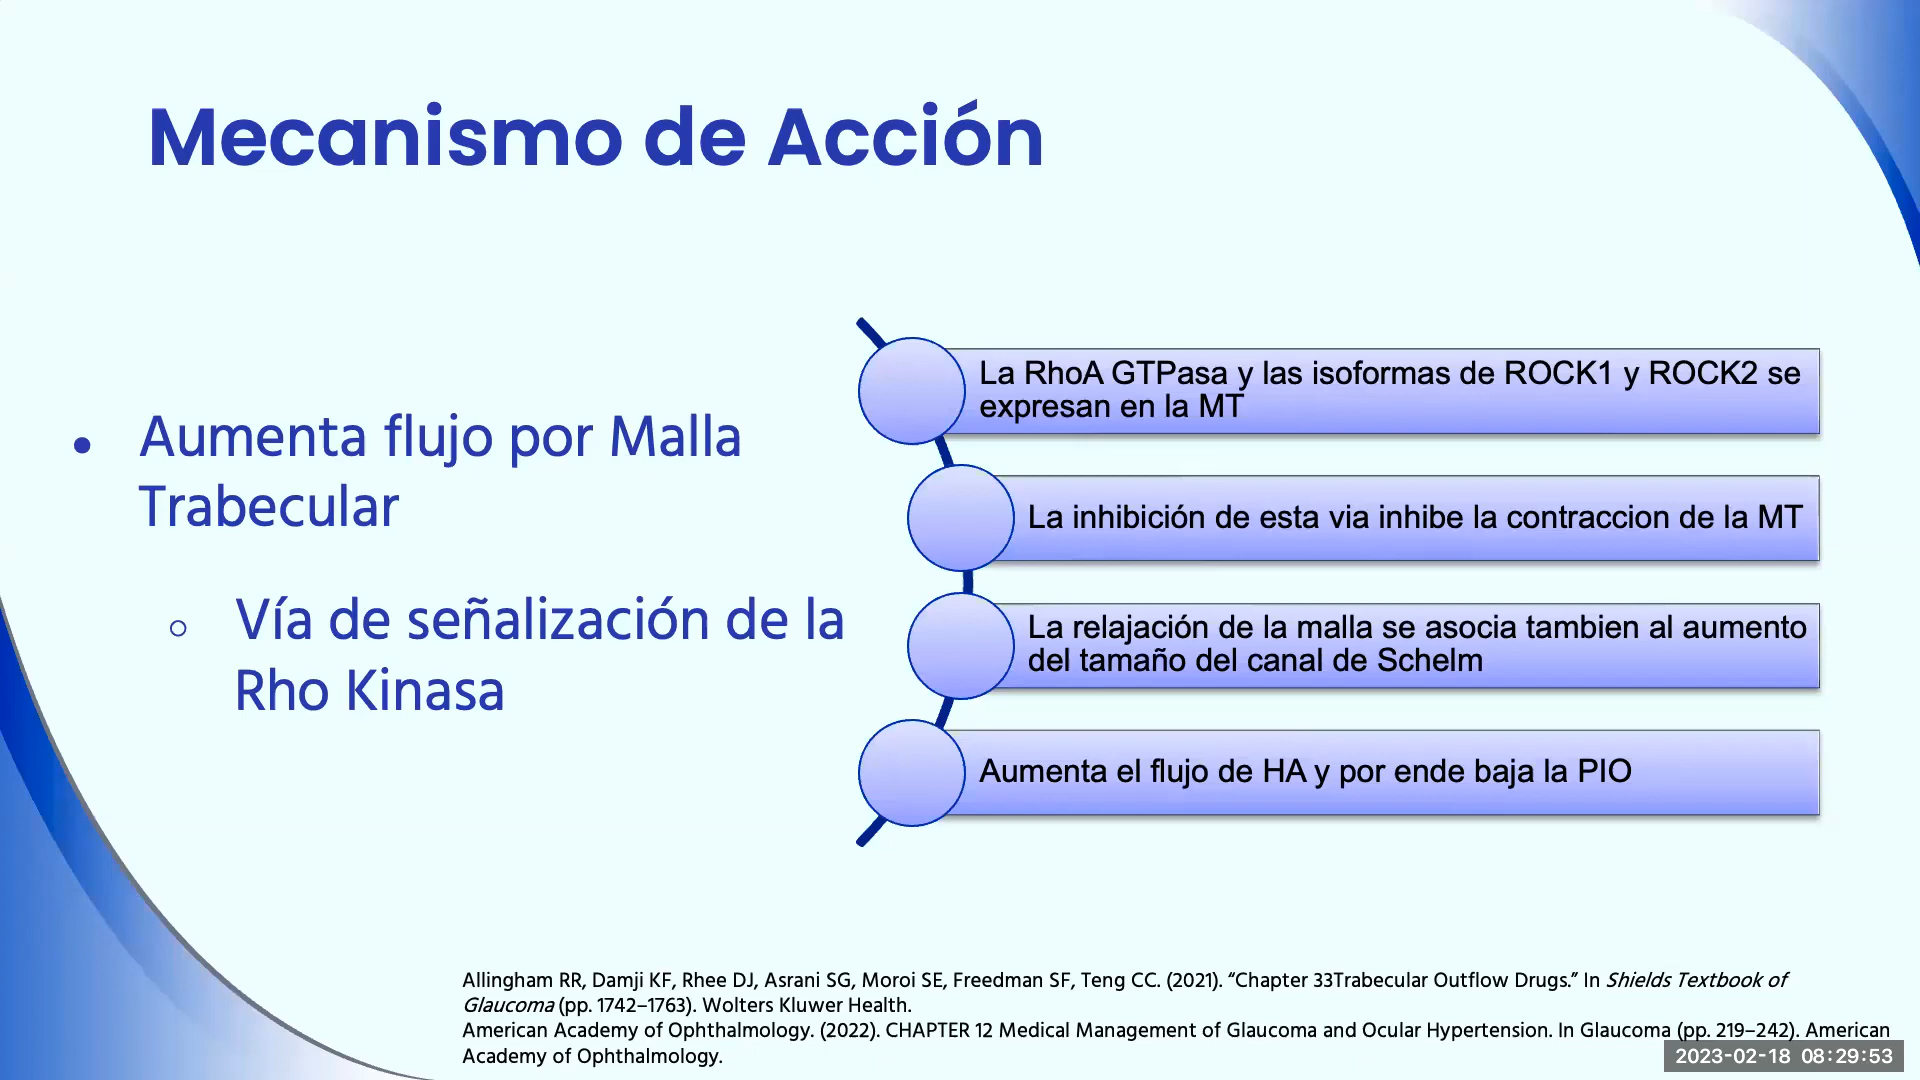 Mecanismo de Acción
Aumenta flujo por Malla
Trabecular
Vía de señalización de la
Rho Kinasa
La RhoA GTPasa y las isoformas de ROCK1 y ROCK2 se
expresan en la MT
La inhibición de esta via inhibe la contraccion de la MT
La relajación de la malla se asocia tambien al aumento
del tamaño del canal de Schelm
Aumenta el flujo de HA y por ende baja la PIO
Allingham RR, Damji KF, Rhee DJ, Asrani SG, Moroi SE, Freedman SF, Teng CC. (2021). “Chapter 33Trabecular Outflow Drugs.” In Shields Textbook of
Glaucoma (pp. 1742–1763). Wolters Kluwer Health.
American Academy of Ophthalmology. (2022). CHAPTER 12 Medical Management of Glaucoma and Ocular Hypertension. In Glaucoma (pp. 219–242). American
Academy of Ophthalmology.
2023-02-18 08:29:53